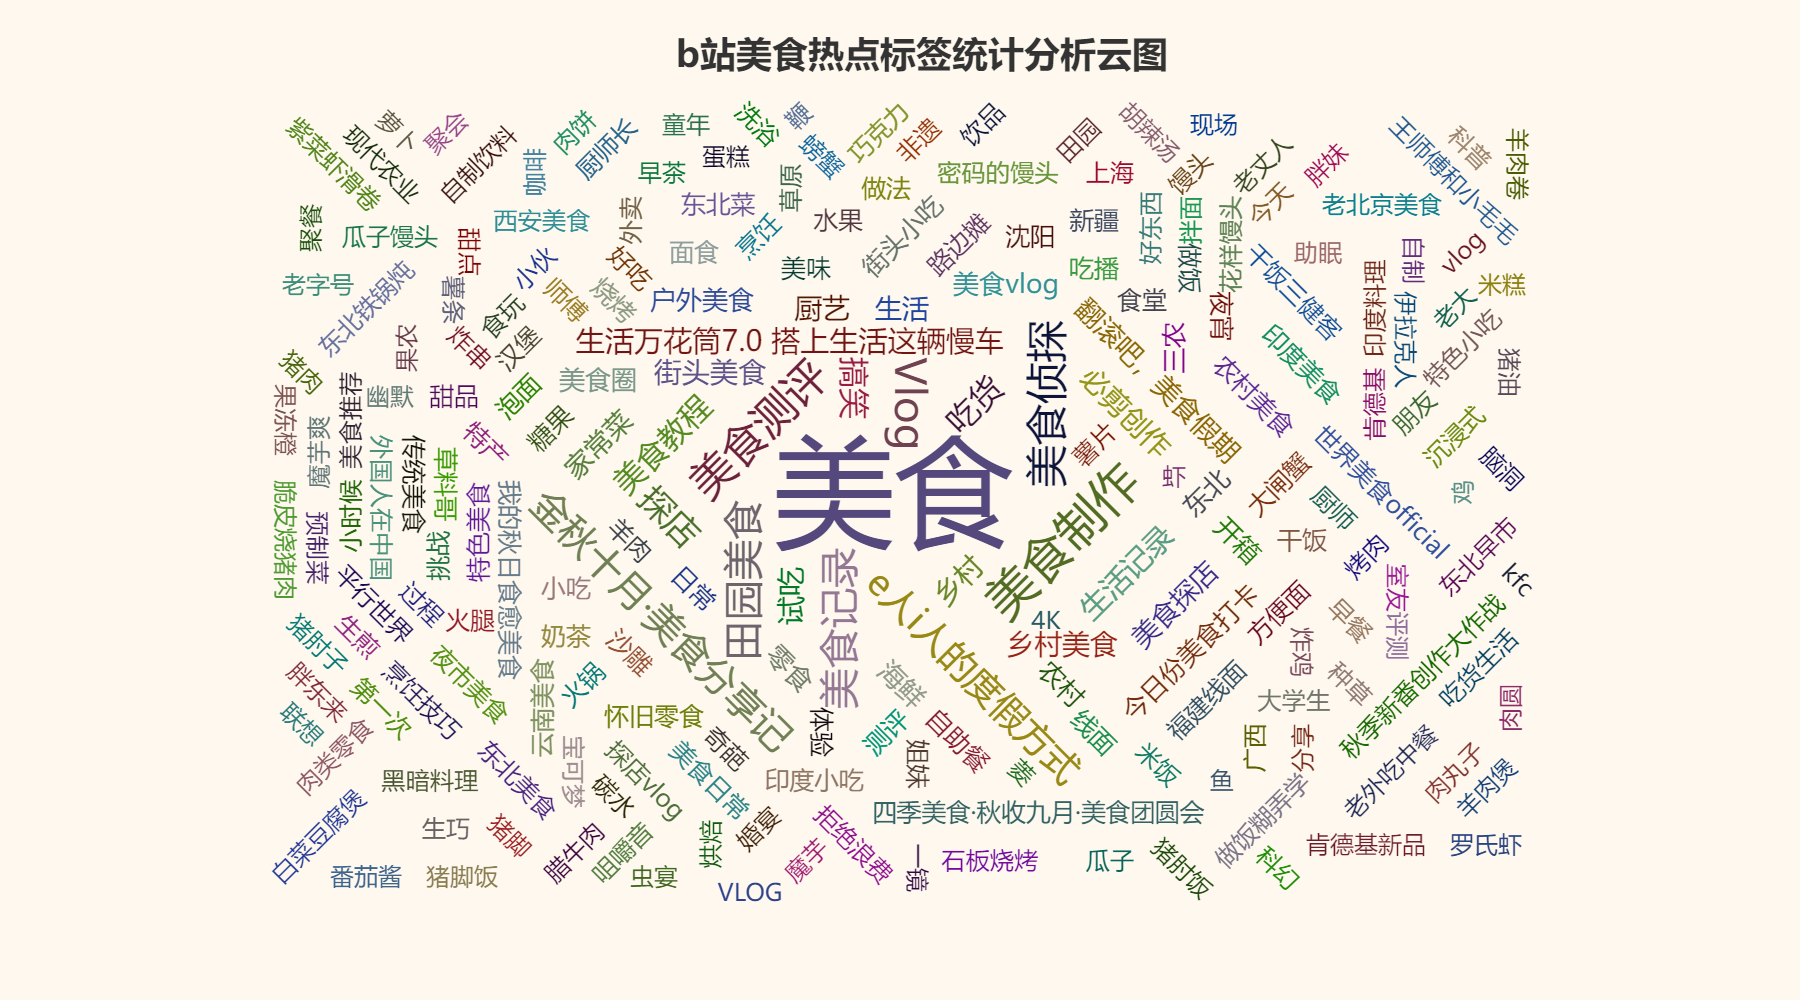 b站美食热点标签统计分析云图
紫菜虾滑卷
现代农业
萝卜
聚会
自制饮料
咖啡
肉饼
厨师长
童年
洗浴
鞭
螃蟹
巧克力
非遗
饮品
田园
胡辣汤
现场
王师傅和小毛毛
科普
羊肉卷
早茶
蛋糕
草原
做法
密码的馒头
上海
馒头
老丈人
胖妹
今天
老北京美食
聚餐
瓜子馒头
甜点
西安美食
外卖
东北菜
烹饪
水果
街头小吃
路边摊
沈阳
新疆
好东西
拌面
做饭
花样馒头
干饭三健客
助眠
自制
vlog
米糕
老字号
东北铁锅炖
薯条
小伙
师傅
好吃
烧烤
面食
户外美食
美味
厨艺
生活
美食vlog
吃播
食堂
夜宵
印度料理
伊拉克人
老大
特色小吃
猪油
果农
炸串
食玩
汉堡
生活万花筒7.0 搭上生活这辆慢车
翻滚吧，美食假期
三农
印度美食
猪肉
果冻橙
美食推荐
幽默
甜品
泡面
美食圈
街头美食
美食测评
搞笑
Vlog
吃货
美食侦探
必剪创作
农村美食
肯德基
朋友
沉浸式
脑洞
魔芋爽
外国人在中国
传统美食
草料哥
特产
糖果
家常菜
美食教程
薯片
虾
东北
大闸蟹
世界美食official
鸡
脆皮烧猪肉
预制菜
小时候
挑战
特色美食
我的秋日食愈美食
金秋十月·美食分享记
羊肉
探店
田园美食
美食
美食制作
生活记录
开箱
厨师
干饭
烤肉
东北早市
kfc
平行世界
过程
火腿
小吃
日常
试吃
美食记录
e人i人的度假方式
乡村
4K
乡村美食
美食探店
今日份美食打卡
方便面
早餐
室友评测
秋季新番创作大作战
吃货生活
猪肘子
生煎
夜市美食
奶茶
沙雕
零食
海鲜
农村
炸鸡
种草
胖东来
第一次
烹饪技巧
云南美食
火锅
怀旧零食
体验
测评
自助餐
线面
福建线面
大学生
肉圆
联想
肉类零食
黑暗料理
东北美食
宝可梦
碳水
探店vlog
美食日常
奇葩
印度小吃
姐妹
菱
米饭
鱼
广西
分享
老外吃中餐
肉丸子
羊肉煲
白菜豆腐煲
生巧
猪脚
腊牛肉
咀嚼音
烘焙
婚宴
拒绝浪费
四季美食·秋收九月·美食团圆会
做饭糊弄学
肯德基新品
罗氏虾
番茄酱
猪脚饭
虫宴
VLOG
魔芋
一镜
石板烧烤
瓜子
猪肘饭
科幻